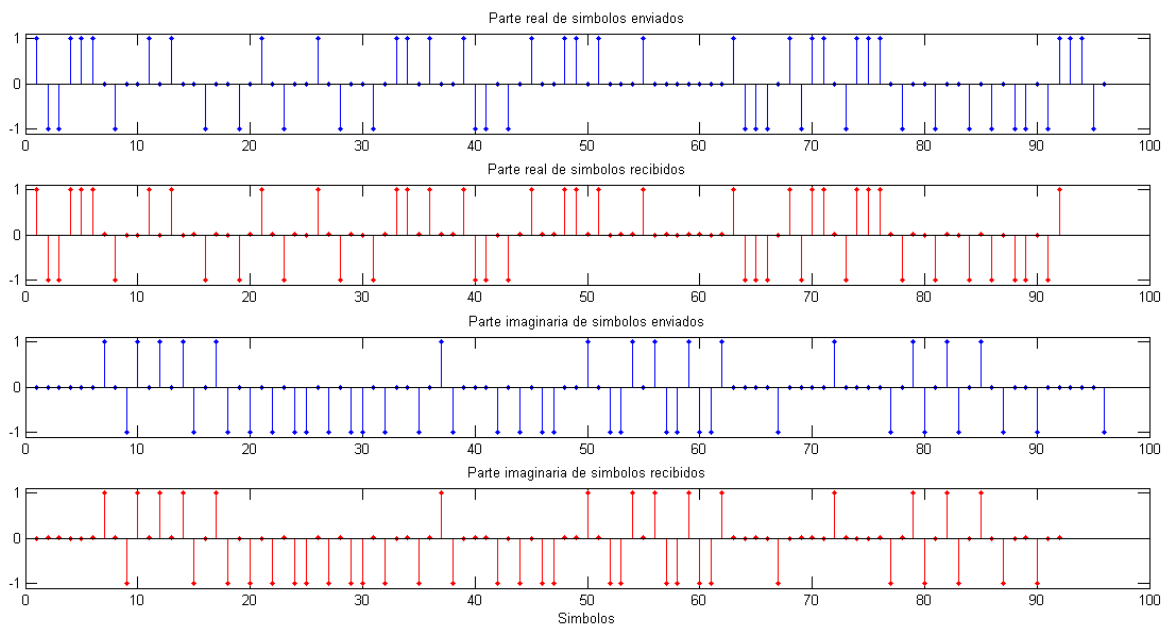 Parte real de simbolos enviados
1
0
-1
0 10 20 30 40 50 60 70 80 90 100
Parte real de simbolos recibidos
1
0
-1
0 10 20 30 40 50 60 70 80 90 100
Parte imaginaria de simbolos enviados
1
0
-1
0 10 20 30 40 50 60 70 80 90 100
Parte imaginaria de simbolos recibidos
1
0
-1
0 10 20 30 40 50 60 70 80 90 100
Simbolos